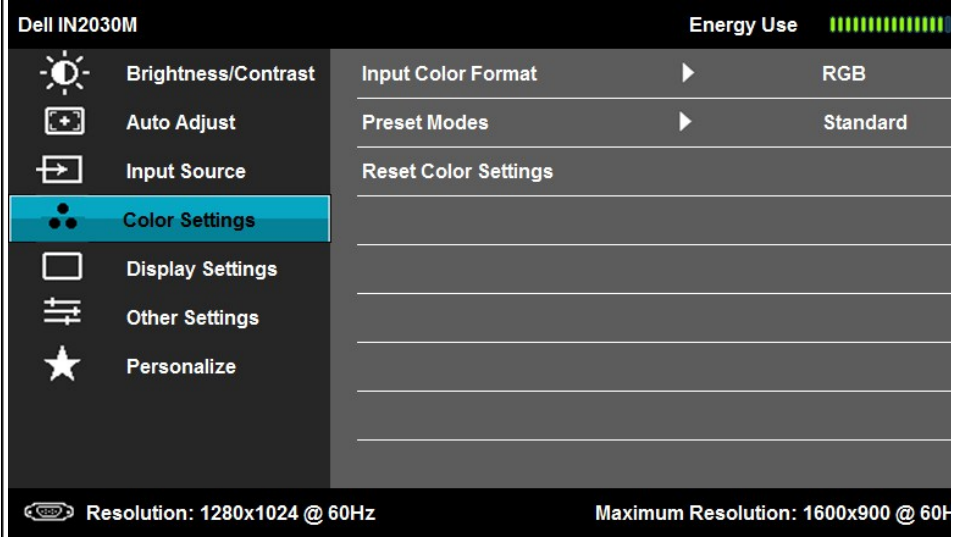 Dell IN2030M Energy Use
Brightness/Contrast Input Color Format RGB
Auto Adjust Preset Modes Standard
Input Source Reset Color Settings
Color Settings
Display Settings
Other Settings
Personalize
Resolution: 1280x1024 @ 60Hz Maximum Resolution: 1600x900 @ 60H